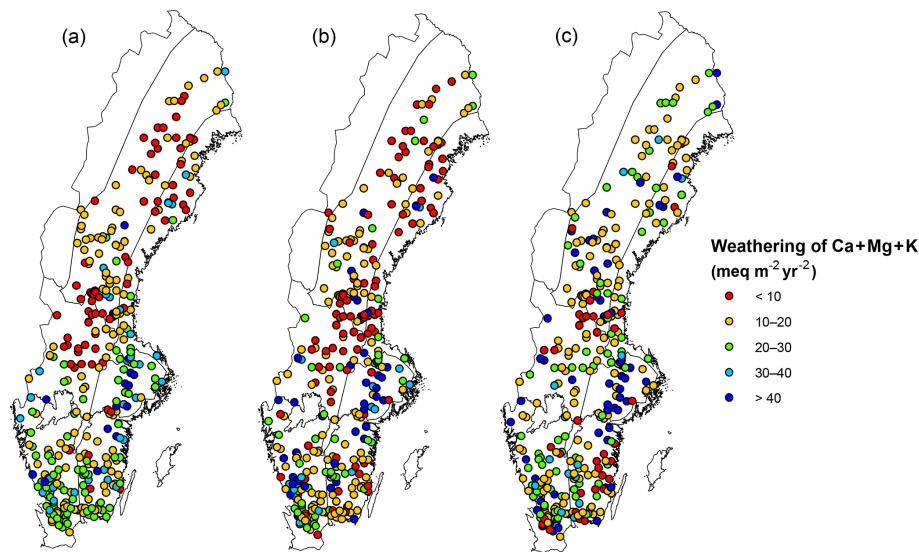 (a)
(b)
(c)
Weathering of Ca+Mg+K
(meq m⁻² yr⁻²)
< 10
10–20
20–30
30–40
> 40